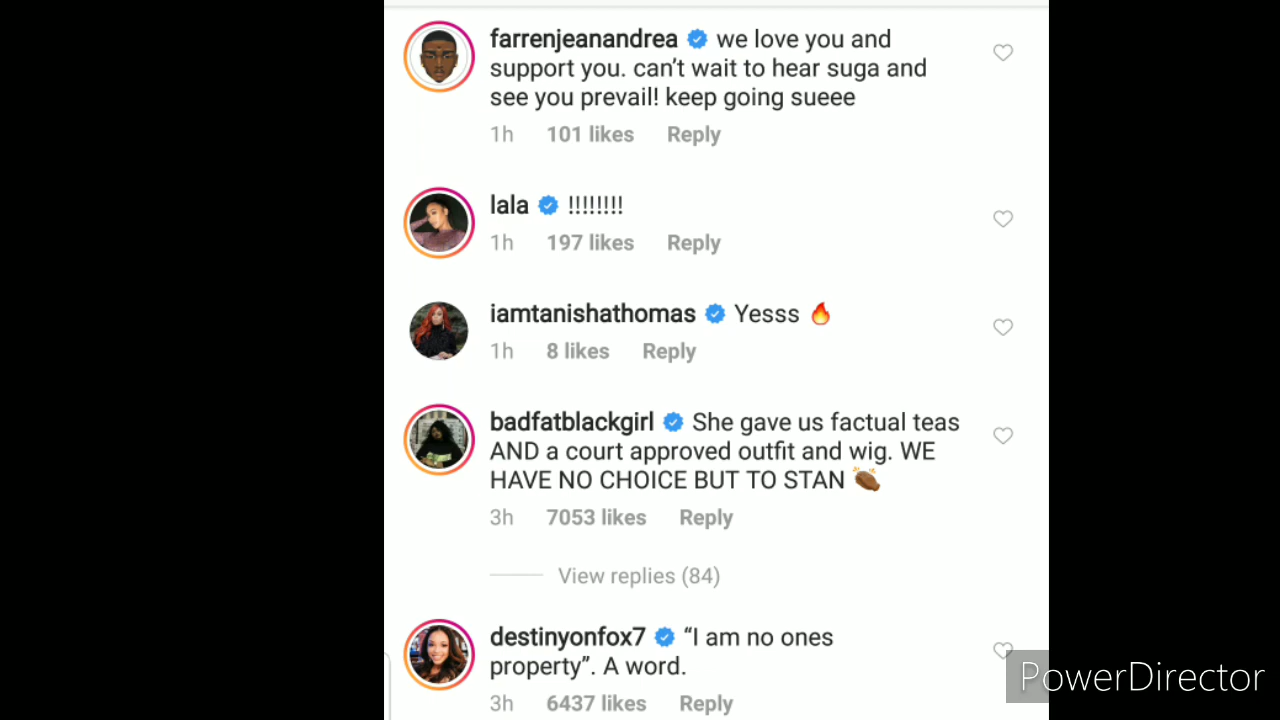 farrenjeanandrea we love you and
support you. can't wait to hear suga and
see you prevail! keep going sueee
1h 101 likes Reply
lala !!!!!!!!
1h 197 likes Reply
iamtanishathomas Yesss 🔥
1h 8 likes Reply
badfatblackgirl She gave us factual teas
AND a court approved outfit and wig. WE
HAVE NO CHOICE BUT TO STAN 👏🏾
3h 7053 likes Reply
View replies (84)
destinyonfox7 “I am no ones
property”. A word.
3h 6437 likes Reply
PowerDirector